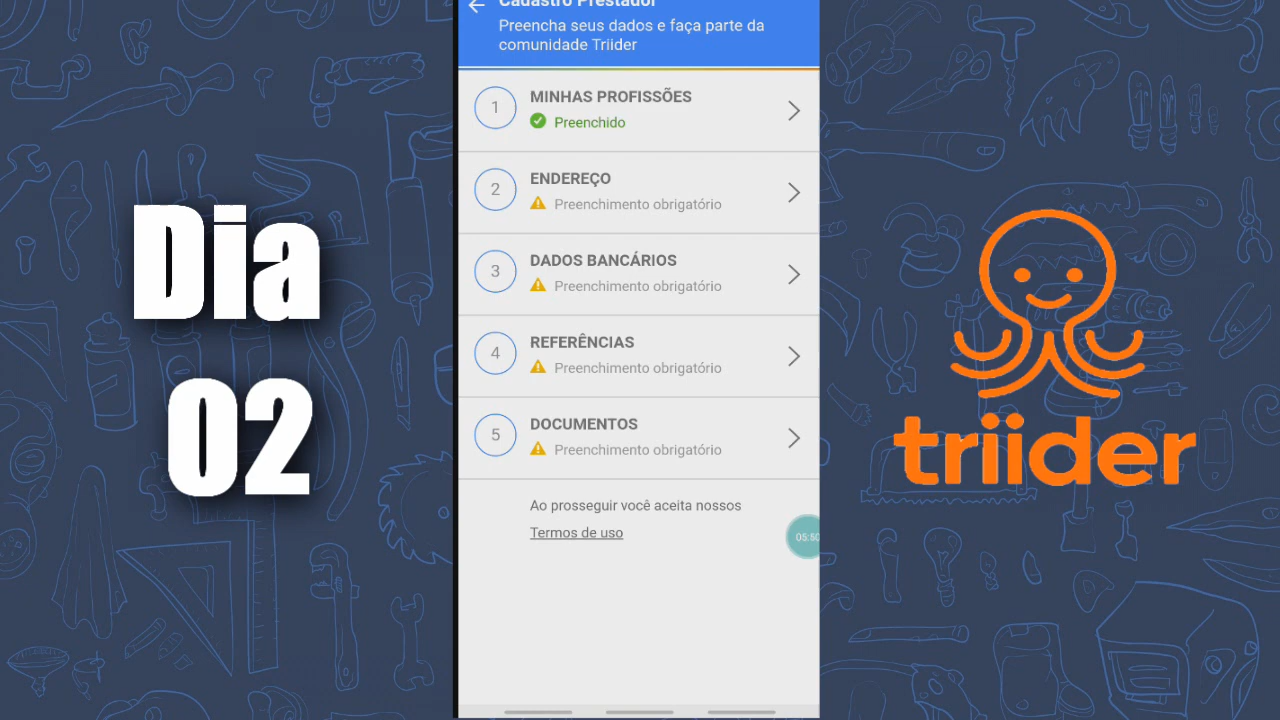 Dia
02
Cadastro Prestador
Preencha seus dados e faça parte da
comunidade Triider
1
MINHAS PROFISSÕES
Preenchido
2
ENDEREÇO
Preenchimento obrigatório
3
DADOS BANCÁRIOS
Preenchimento obrigatório
4
REFERÊNCIAS
Preenchimento obrigatório
5
DOCUMENTOS
Preenchimento obrigatório
Ao prosseguir você aceita nossos
Termos de uso
05:50
triider